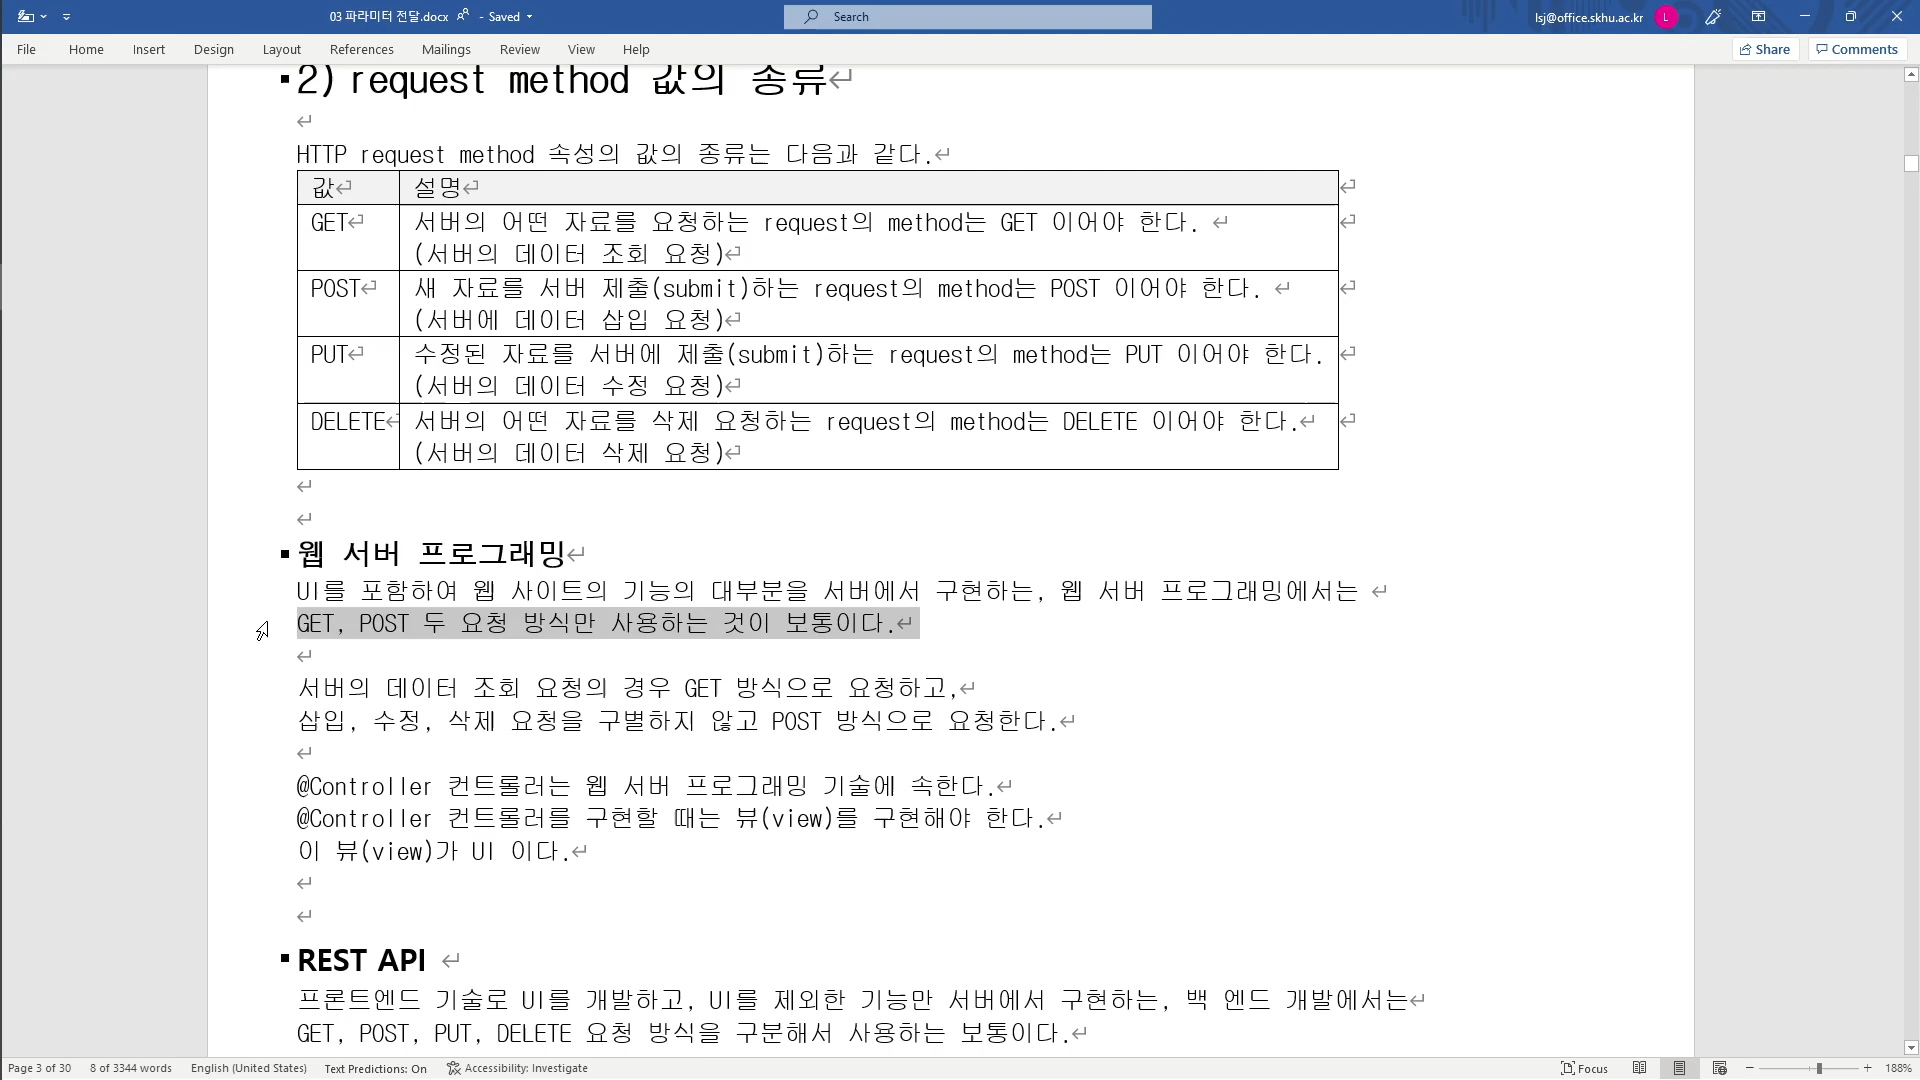 03 파라미터 전달.docx - Saved
Search
lsj@office.skhu.ac.kr L
File Home Insert Design Layout References Mailings Review View Help Share Comments
2) request method 값의 종류
HTTP request method 속성의 값의 종류는 다음과 같다.
값 설명
GET 서버의 어떤 자료를 요청하는 request의 method는 GET 이어야 한다.
(서버의 데이터 조회 요청)
POST 새 자료를 서버 제출(submit)하는 request의 method는 POST 이어야 한다.
(서버에 데이터 삽입 요청)
PUT 수정된 자료를 서버에 제출(submit)하는 request의 method는 PUT 이어야 한다.
(서버의 데이터 수정 요청)
DELETE 서버의 어떤 자료를 삭제 요청하는 request의 method는 DELETE 이어야 한다.
(서버의 데이터 삭제 요청)
웹 서버 프로그래밍
UI를 포함하여 웹 사이트의 기능의 대부분을 서버에서 구현하는, 웹 서버 프로그래밍에서는
GET, POST 두 요청 방식만 사용하는 것이 보통이다.
서버의 데이터 조회 요청의 경우 GET 방식으로 요청하고,
삽입, 수정, 삭제 요청을 구별하지 않고 POST 방식으로 요청한다.
@Controller 컨트롤러는 웹 서버 프로그래밍 기술에 속한다.
@Controller 컨트롤러를 구현할 때는 뷰(view)를 구현해야 한다.
이 뷰(view)가 UI 이다.
REST API
프론트엔드 기술로 UI를 개발하고, UI를 제외한 기능만 서버에서 구현하는, 백 엔드 개발에서는
GET, POST, PUT, DELETE 요청 방식을 구분해서 사용하는 보통이다.
Page 3 of 30 8 of 3344 words English (United States) Text Predictions: On Accessibility: Investigate Focus 188%